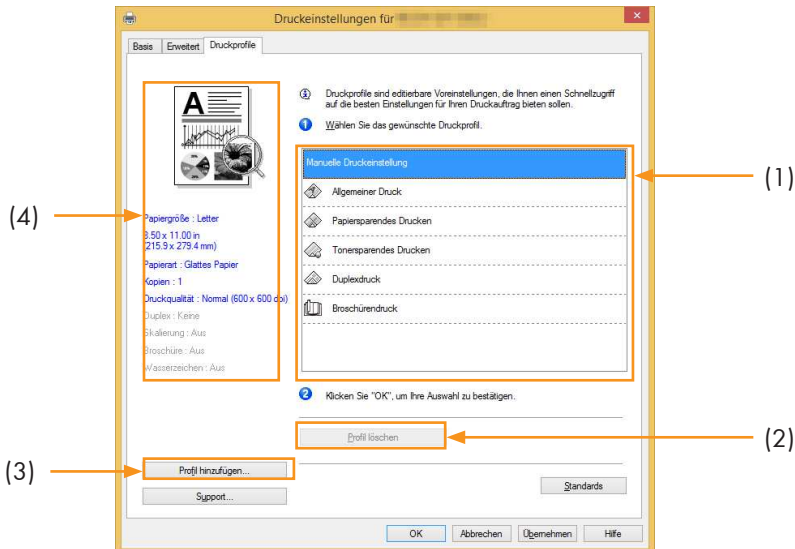 Druckeinstellungen für
Basis Erweitert Druckprofile
A
Druckprofile sind editierbare Voreinstellungen, die Ihnen einen Schnellzugriff
auf die besten Einstellungen für Ihren Druckauftrag bieten sollen.
1 Wählen Sie das gewünschte Druckprofil.
Manuelle Druckeinstellung
(1)
Allgemeiner Druck
(4)
Papiergröße : Letter
8.50 x 11.00 in
(215.9 x 279.4 mm)
Papierart : Glattes Papier
Kopien : 1
Druckqualität : Normal (600 x 600 dpi)
Duplex : Keine
Skalierung : Aus
Broschüre : Aus
Wasserzeichen : Aus
Papiersparendes Drucken
Tonersparendes Drucken
Duplexdruck
Broschürendruck
2 Klicken Sie "OK", um Ihre Auswahl zu bestätigen.
Profil löschen
(2)
(3)
Profil hinzufügen...
Support...
Standards
OK Abbrechen Übernehmen Hilfe